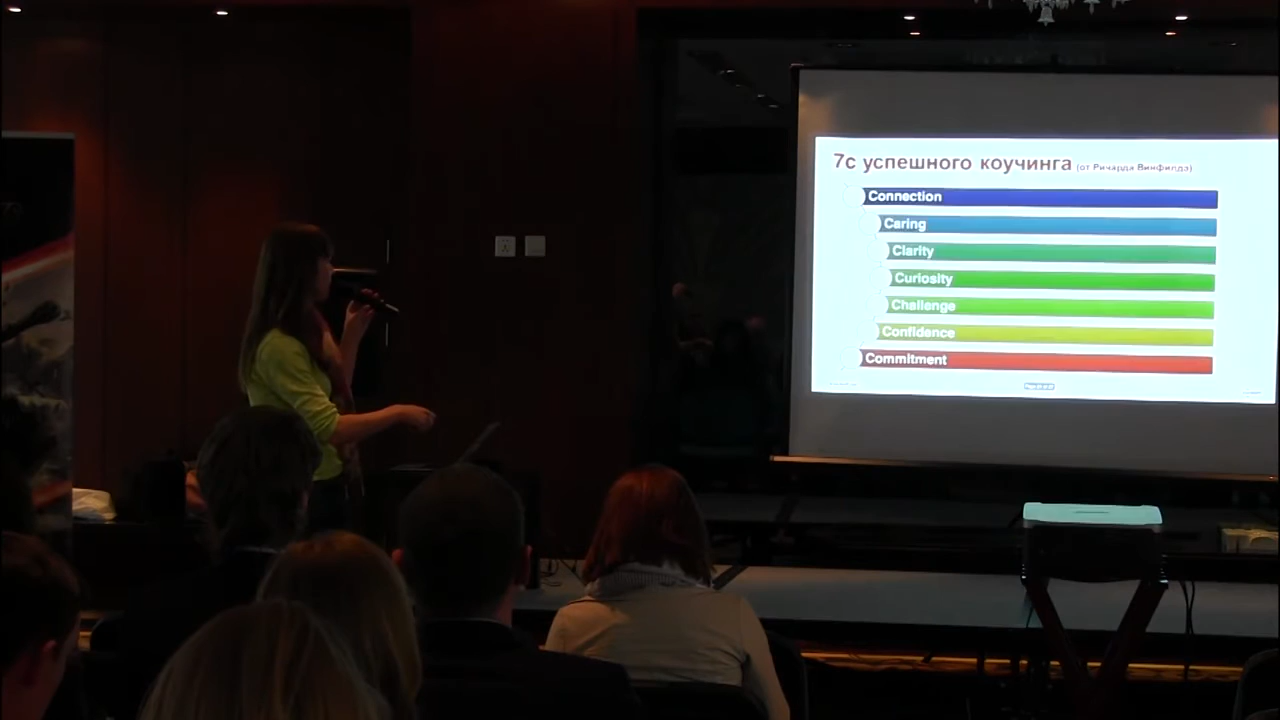 7с успешного коучинга (от Ричарда Винфилда)
Connection
Caring
Clarity
Curiosity
Challenge
Confidence
Commitment